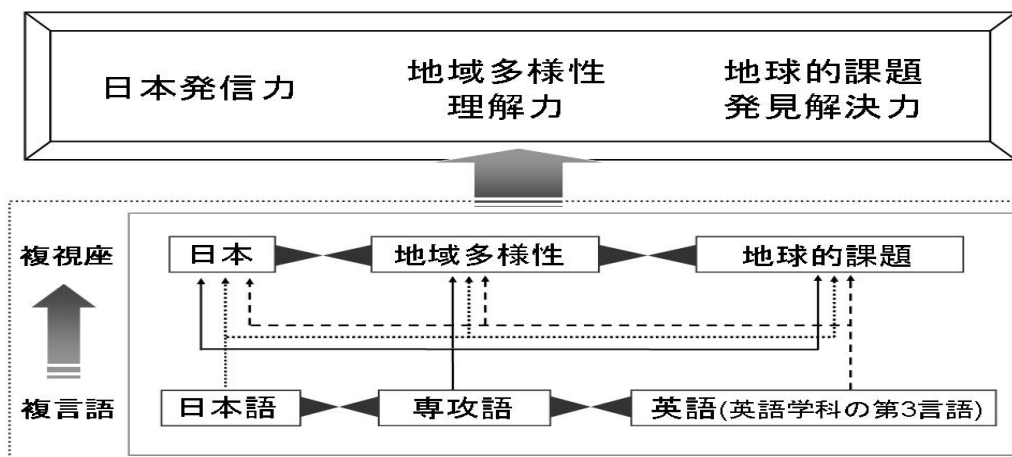 日本発信力
地域多様性
理解力
地球的課題
発見解決力
複視座
日本
地域多様性
地球的課題
複言語
日本語
専攻語
英語(英語学科の第3言語)